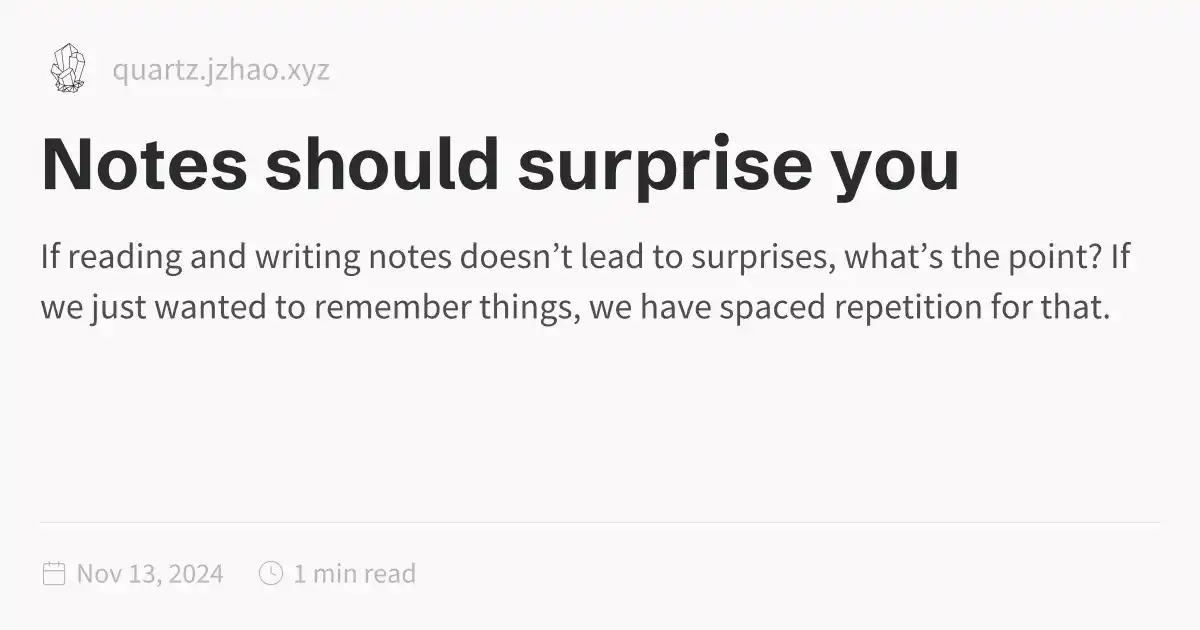 quartz.jzhao.xyz
Notes should surprise you
If reading and writing notes doesn’t lead to surprises, what’s the point? If
we just wanted to remember things, we have spaced repetition for that.
Nov 13, 2024 1 min read